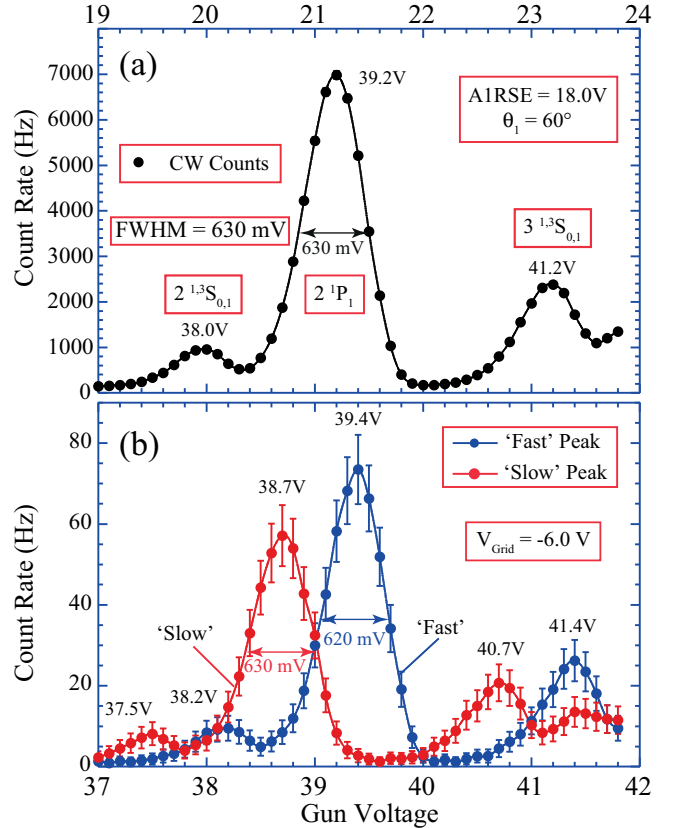 19 20 21 22 23 24
(a)
39.2V
A1RSE = 18.0V
θ₁ = 60°
CW Counts
FWHM = 630 mV
630 mV
3 ¹,³S₀,₁
41.2V
2 ¹,³S₀,₁
38.0V
2 ¹P₁
Count Rate (Hz)
7000
6000
5000
4000
3000
2000
1000
0
(b)
39.4V
'Fast' Peak
'Slow' Peak
38.7V
V_Grid = -6.0 V
'Slow'
630 mV
620 mV
'Fast'
37.5V
38.2V
40.7V
41.4V
Count Rate (Hz)
80
60
40
20
0
37 38 39 40 41 42
Gun Voltage